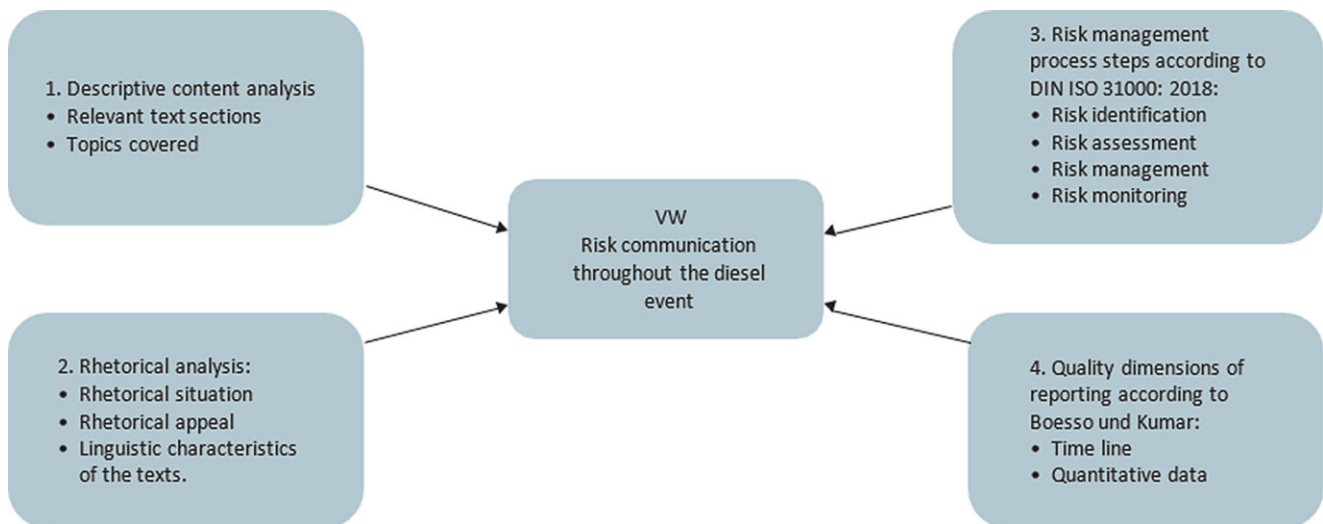 1. Descriptive content analysis
• Relevant text sections
• Topics covered
2. Rhetorical analysis:
• Rhetorical situation
• Rhetorical appeal
• Linguistic characteristics
of the texts.
VW
Risk communication
throughout the diesel
event
3. Risk management
process steps according to
DIN ISO 31000: 2018:
• Risk identification
• Risk assessment
• Risk management
• Risk monitoring
4. Quality dimensions of
reporting according to
Boesso und Kumar:
• Time line
• Quantitative data